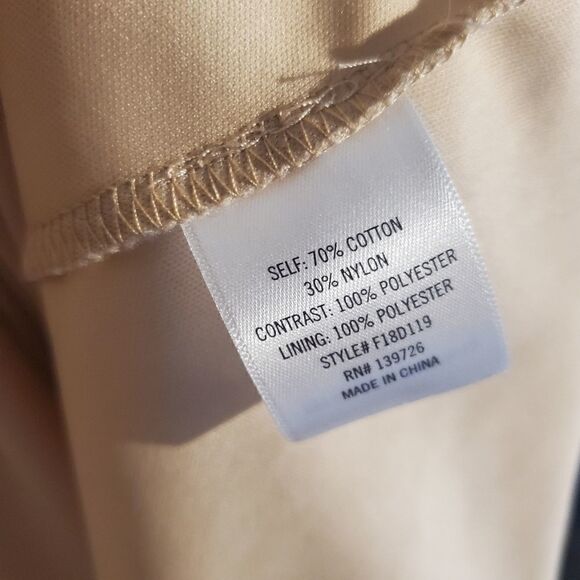 SELF: 70% COTTON
30% NYLON
CONTRAST: 100% POLYESTER
LINING: 100% POLYESTER
STYLE# F18D119
RN# 139726
MADE IN CHINA